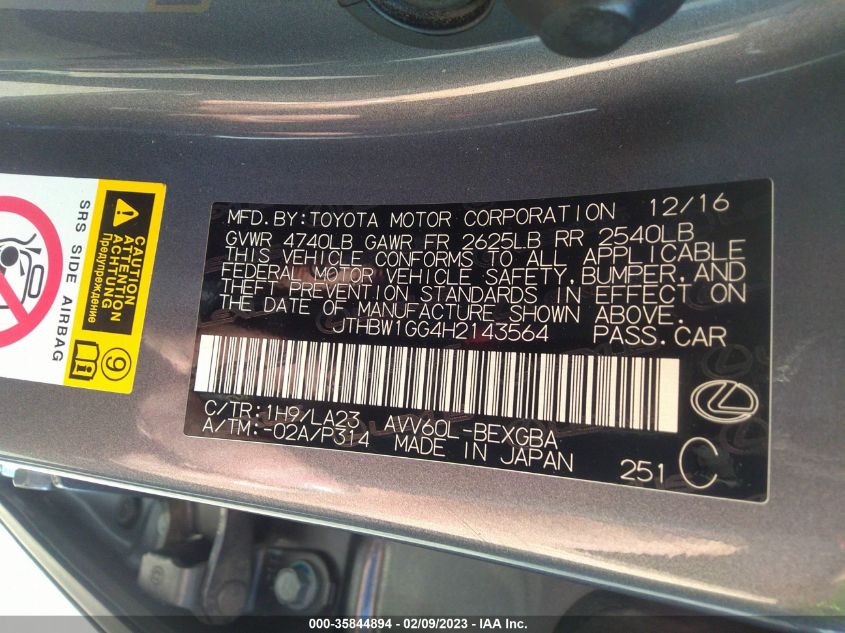 MFD. BY: TOYOTA MOTOR CORPORATION 12/16
GVWR 4740LB GAWR FR 2625LB RR 2540LB
THIS VEHICLE CONFORMS TO ALL APPLICABLE
FEDERAL MOTOR VEHICLE SAFETY, BUMPER, AND
THEFT PREVENTION STANDARDS IN EFFECT ON
THE DATE OF MANUFACTURE SHOWN ABOVE.
JTHBW1GG4H2143564 PASS. CAR
C/TR: 1H9/LA23 AVV60L-BEXGBA
A/TM: -02A/P314 MADE IN JAPAN 251 C
SRS SIDE AIRBAG
CAUTION
ATTENTION
ACHTUNG
Предупреждение
9
000-35844894 - 02/09/2023 - IAA Inc.